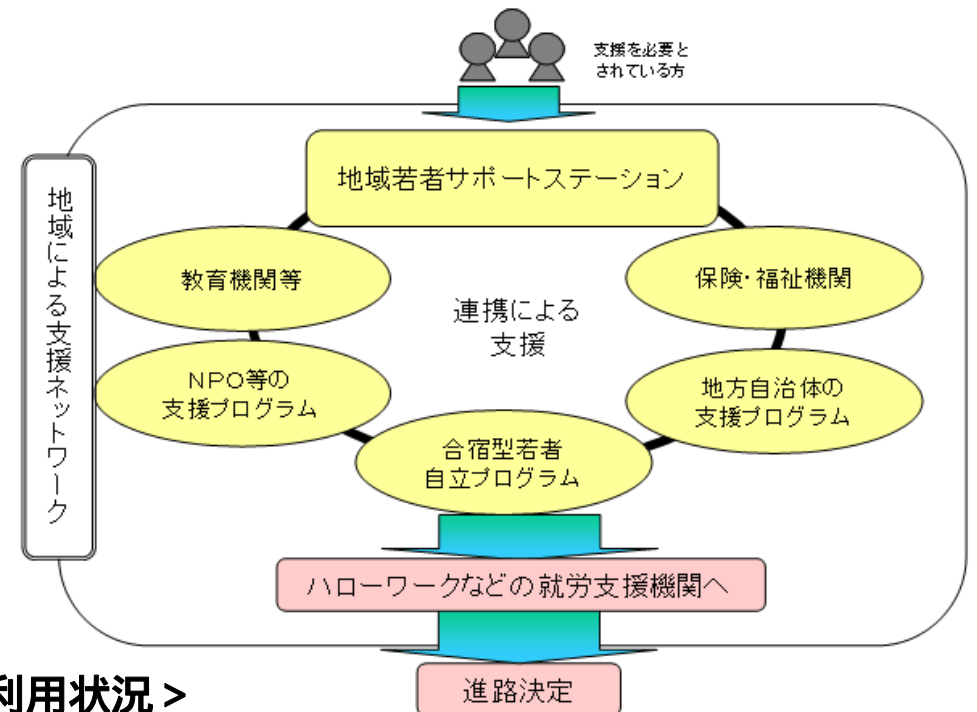 支援を必要と
されている方
地域若者サポートステーション
地域による支援ネットワーク
教育機関等
保険・福祉機関
連携による
支援
NPO等の
支援プログラム
地方自治体の
支援プログラム
合宿型若者
自立プログラム
ハローワークなどの就労支援機関へ
進路決定
利用状況＞